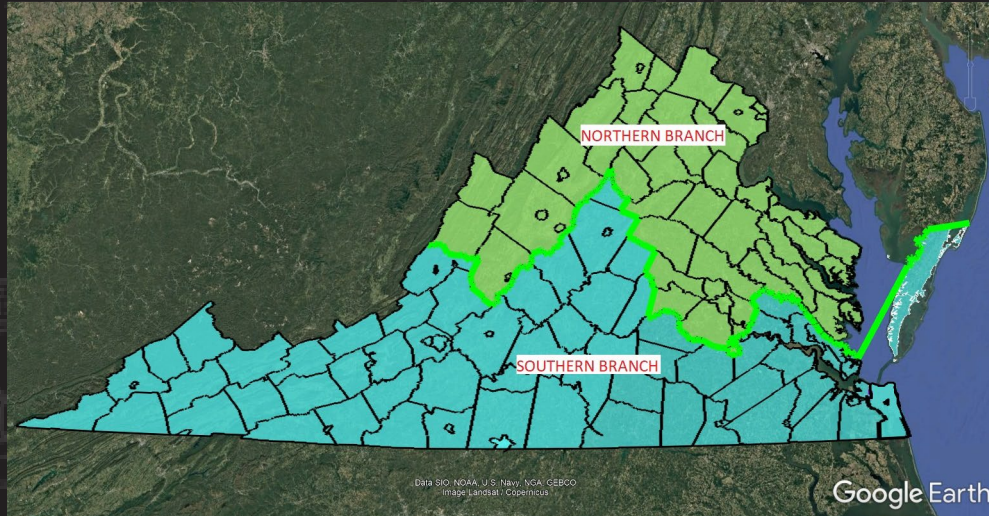 NORTHERN BRANCH
SOUTHERN BRANCH
Data SIO, NOAA, U.S. Navy, NGA, GEBCO
Image Landsat / Copernicus
Google Earth